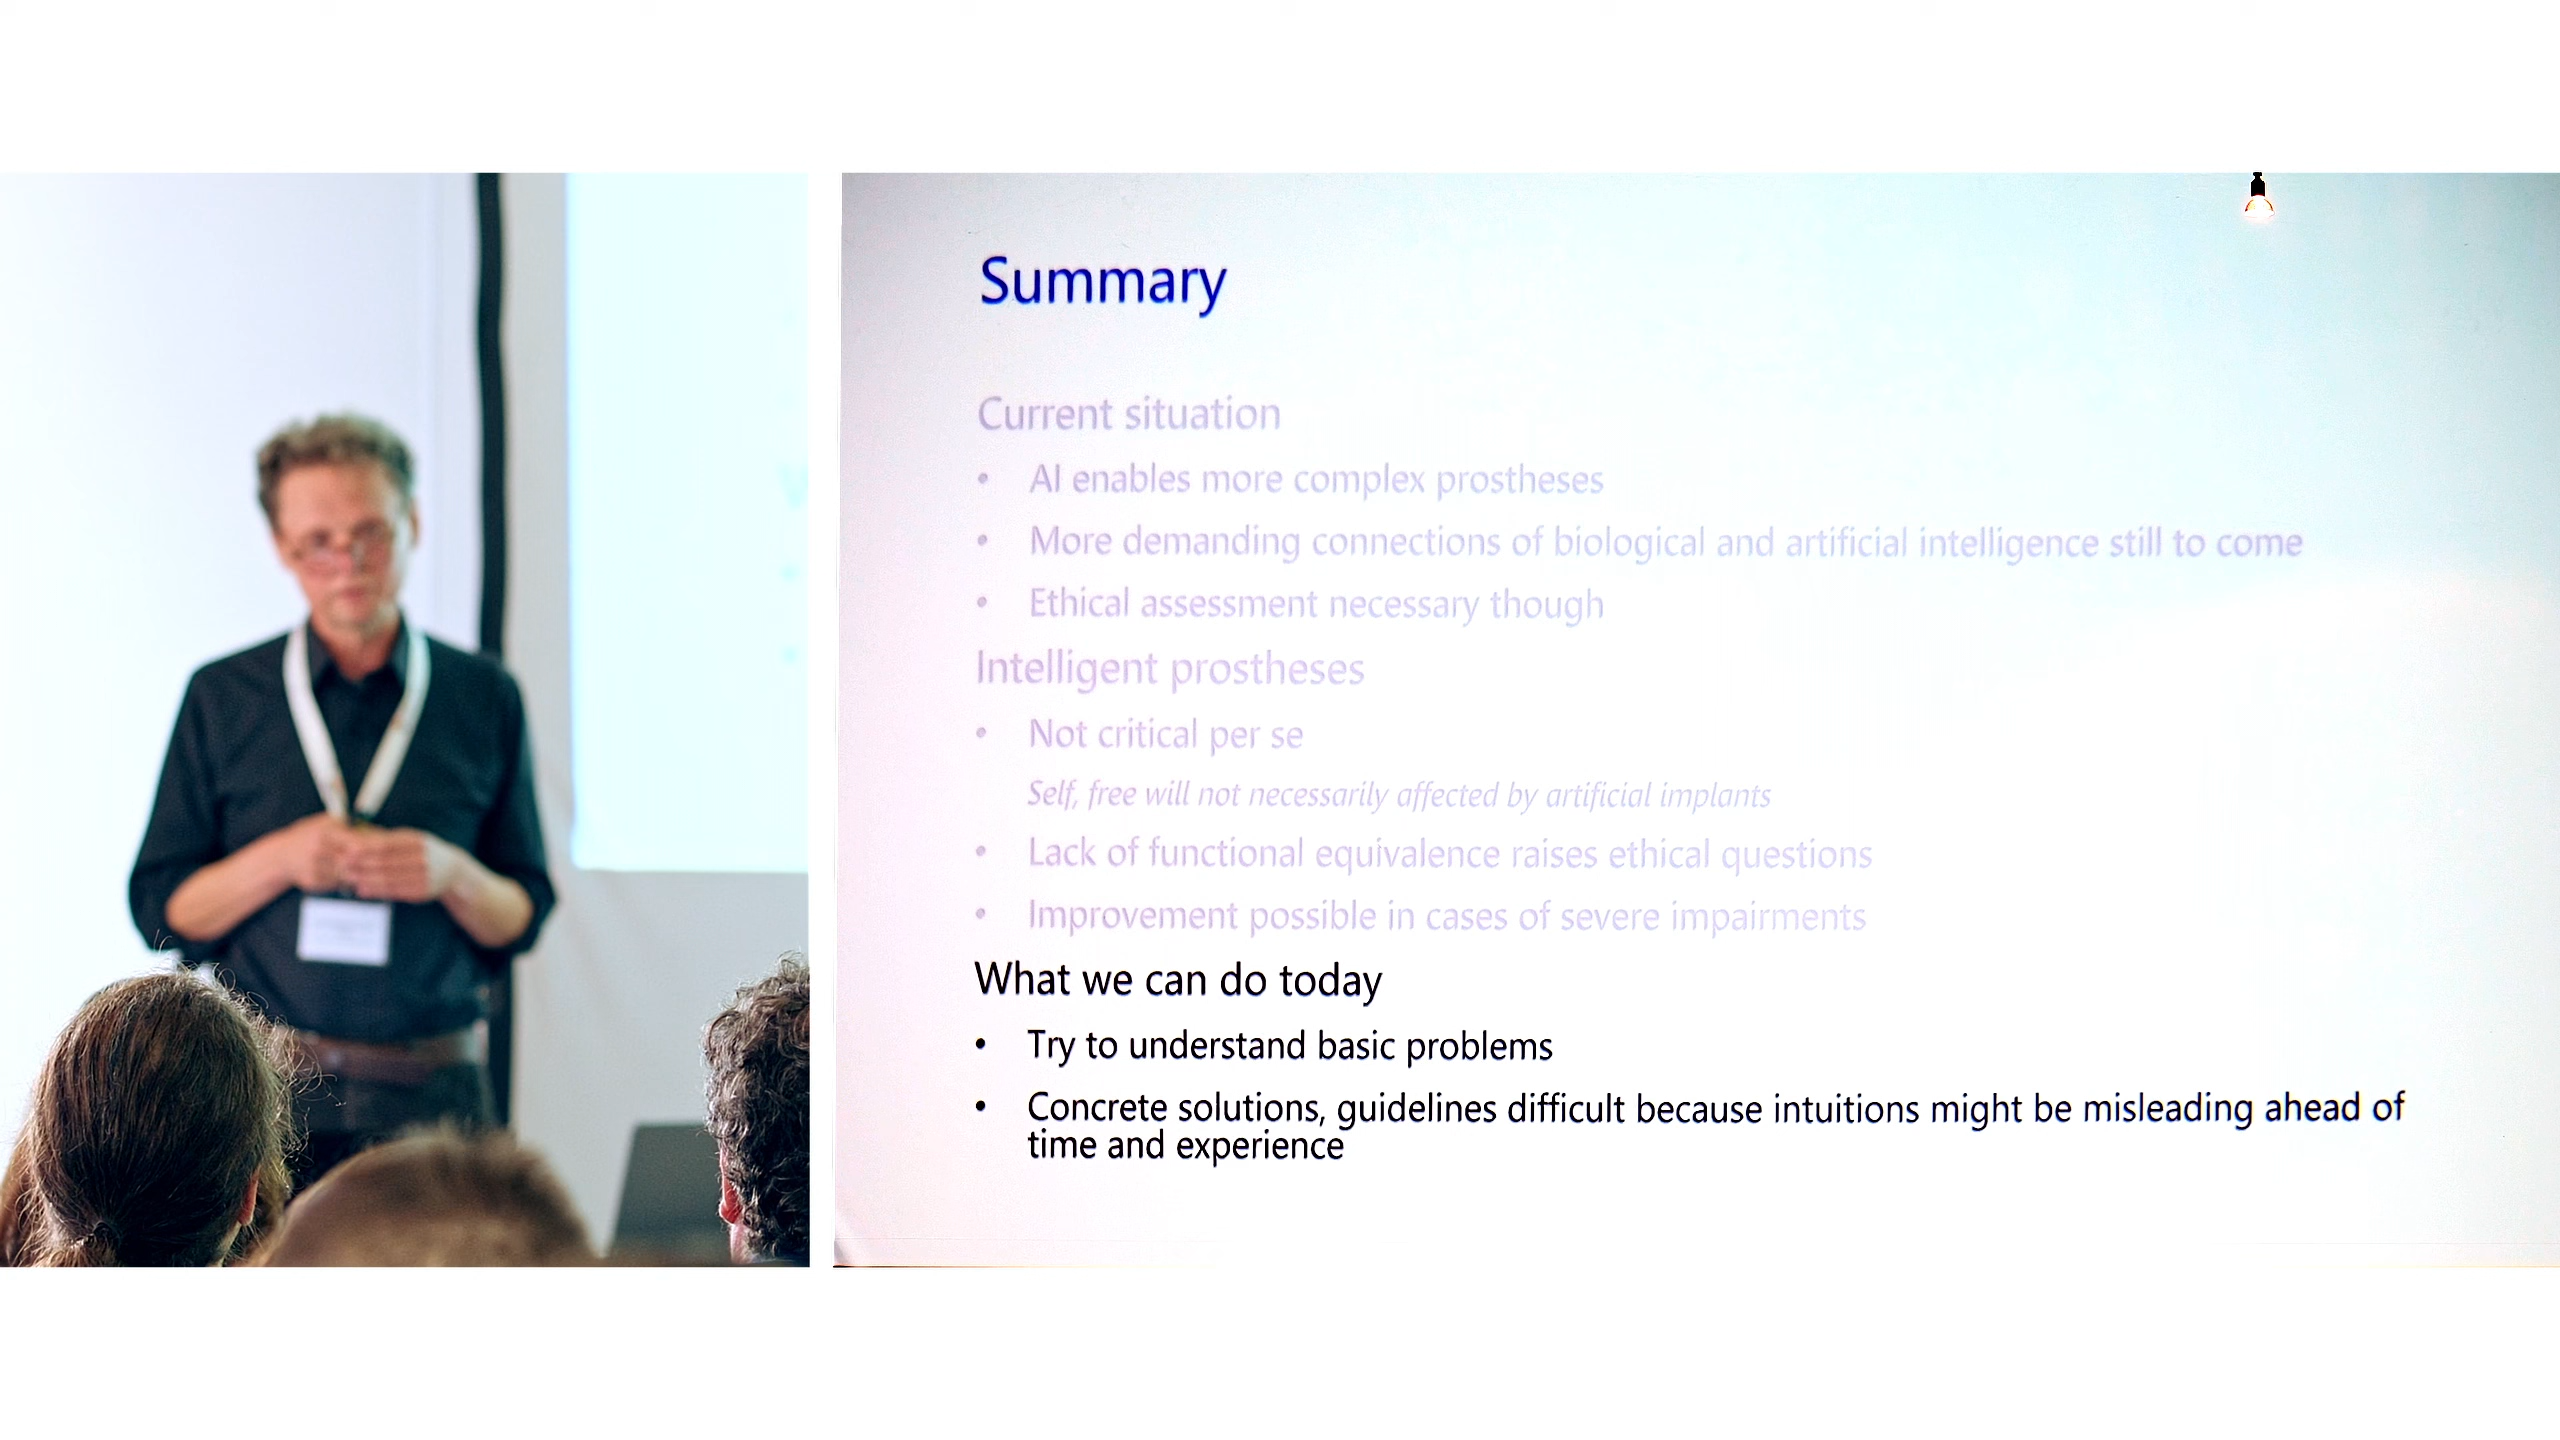 Summary
Current situation
• AI enables more complex prostheses
• More demanding connections of biological and artificial intelligence still to come
• Ethical assessment necessary though
Intelligent prostheses
• Not critical per se
Self, free will not necessarily affected by artificial implants
• Lack of functional equivalence raises ethical questions
• Improvement possible in cases of severe impairments
What we can do today
• Try to understand basic problems
• Concrete solutions, guidelines difficult because intuitions might be misleading ahead of
time and experience